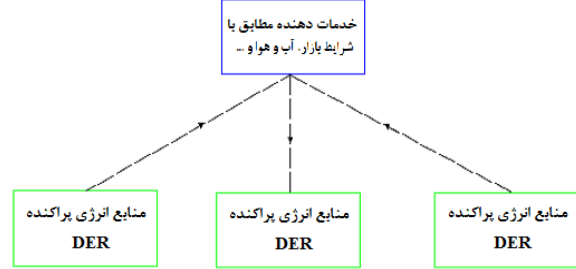 خدمات دهنده مطابق با
شرایط بازار، آب و هوا و ...
منابع انرژی پراکنده
DER
منابع انرژی پراکنده
DER
منابع انرژی پراکنده
DER